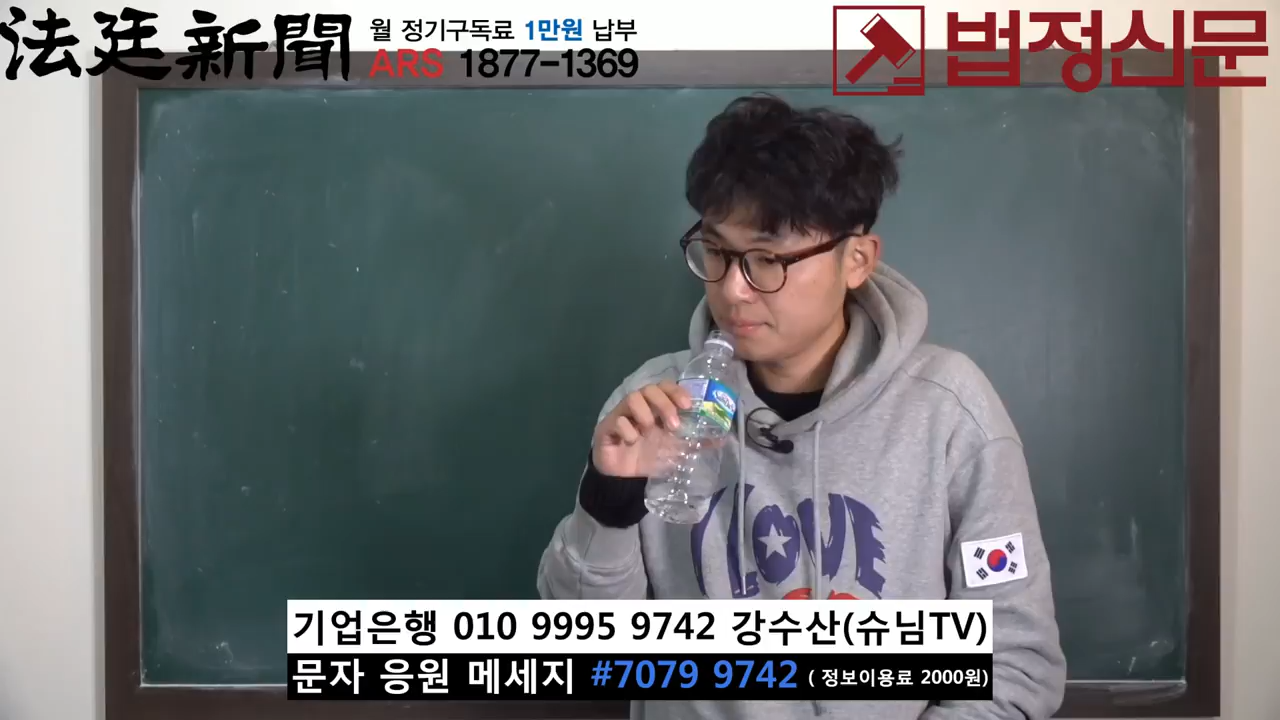 法廷新聞
월 정기구독료 1만원 납부
ARS 1877-1369
법정신문
I LOVE
기업은행 010 9995 9742 강수산(슈님TV)
문자 응원 메세지 #7079 9742 ( 정보이용료 2000원)